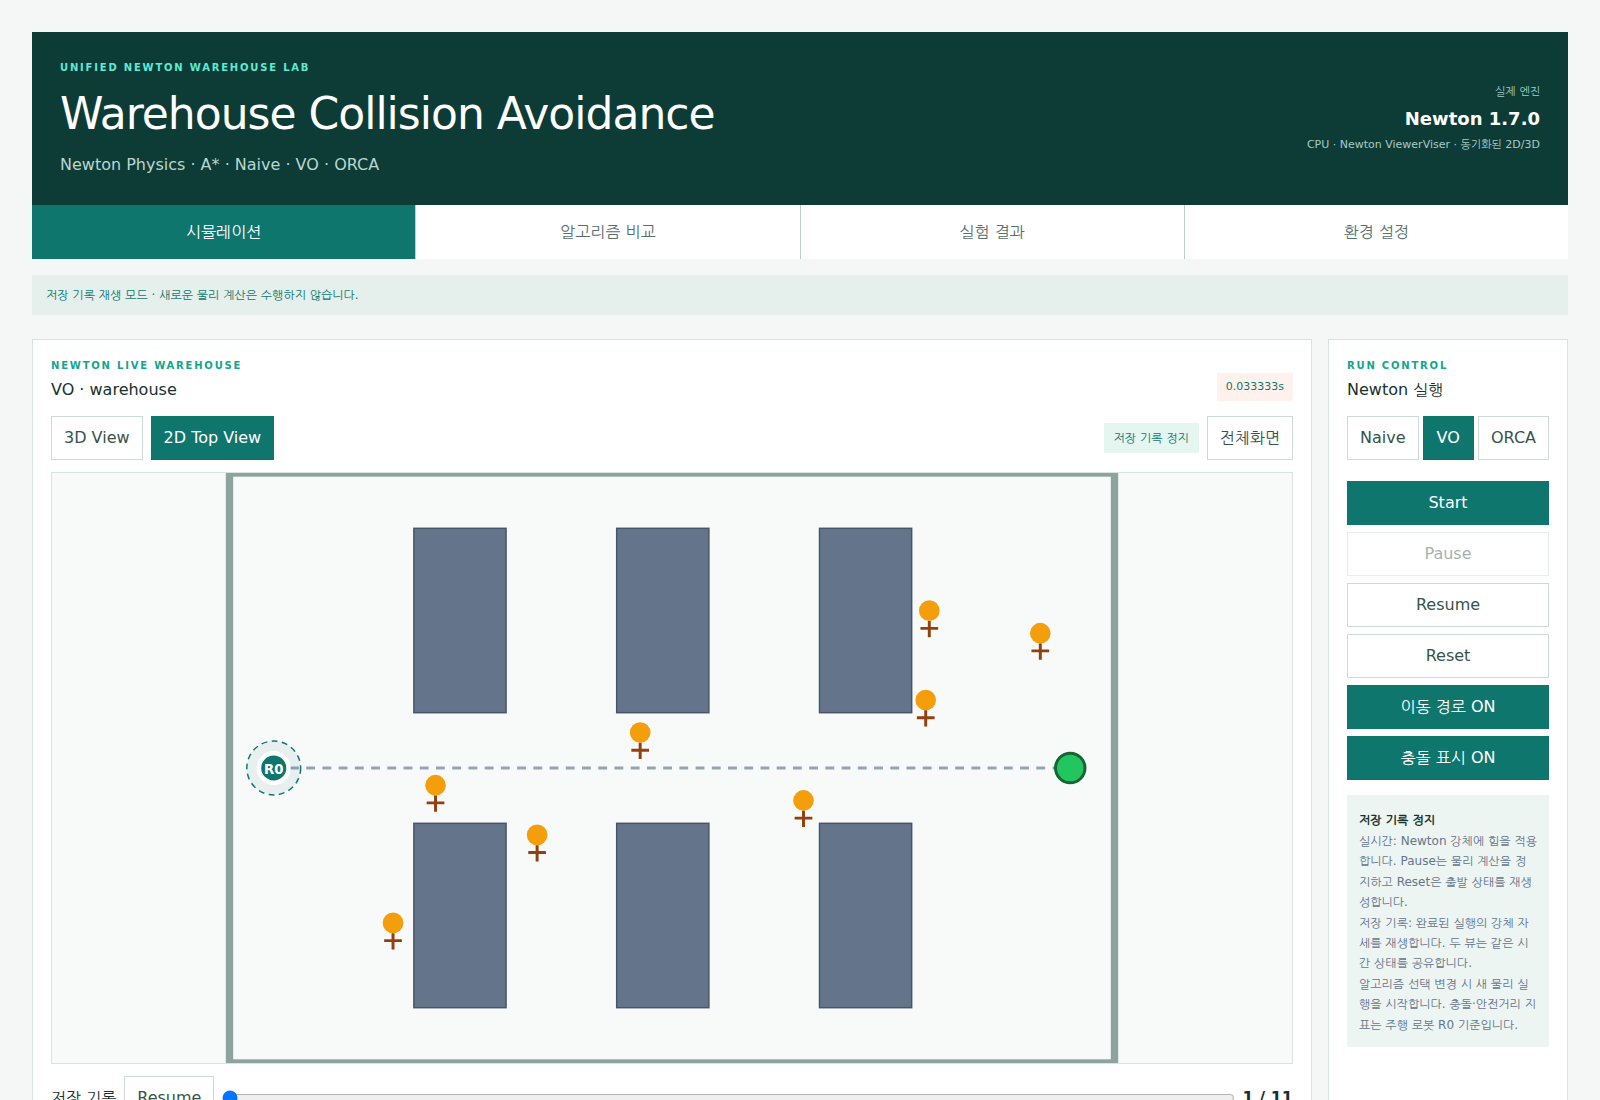 UNIFIED NEWTON WAREHOUSE LAB
Warehouse Collision Avoidance
Newton Physics · A* · Naive · VO · ORCA
실제 엔진
Newton 1.7.0
CPU · Newton ViewerViser · 동기화된 2D/3D
시뮬레이션
알고리즘 비교
실험 결과
환경 설정
저장 기록 재생 모드 · 새로운 물리 계산은 수행하지 않습니다.
NEWTON LIVE WAREHOUSE
VO · warehouse
0.033333s
3D View
2D Top View
저장 기록 정지
전체화면
R0
저장 기록
Resume
1 / 11
RUN CONTROL
Newton 실행
Naive
VO
ORCA
Start
Pause
Resume
Reset
이동 경로 ON
충돌 표시 ON
저장 기록 정지
실시간: Newton 강체에 힘을 적용
합니다. Pause는 물리 계산을 정
지하고 Reset은 출발 상태를 재생
성합니다.
저장 기록: 완료된 실행의 강체 자
세를 재생합니다. 두 뷰는 같은 시
간 상태를 공유합니다.
알고리즘 선택 변경 시 새 물리 실
행을 시작합니다. 충돌·안전거리 지
표는 주행 로봇 R0 기준입니다.